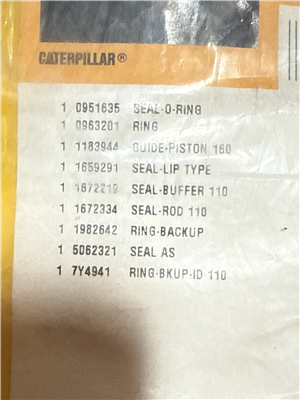 CATERPILLAR®
1 0951635 SEAL-O-RING
1 0963201 RING
1 1183944 GUIDE-PISTON 160
1 1659291 SEAL-LIP TYPE
1 1672219 SEAL-BUFFER 110
1 1672334 SEAL-ROD 110
1 1982642 RING-BACKUP
1 5062321 SEAL AS
1 7Y4941 RING-BKUP-ID 110